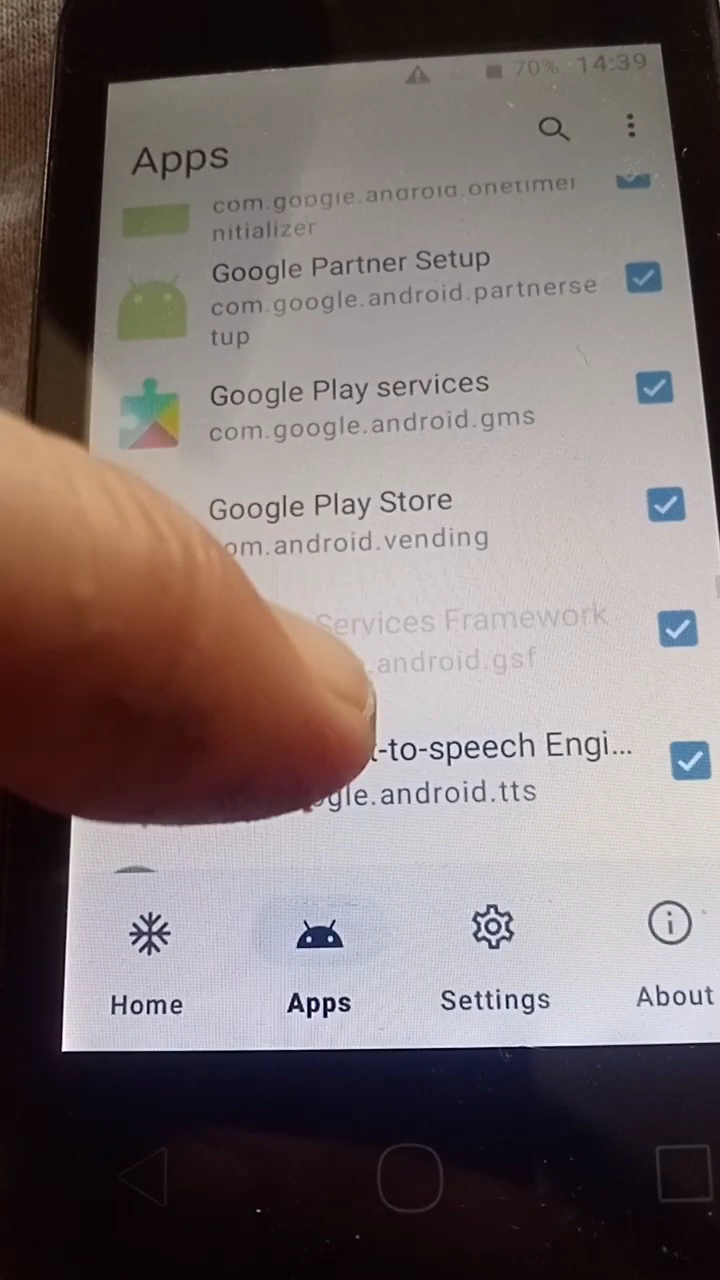 70% 14:39
Apps
com.google.android.onetimei
nitializer
Google Partner Setup
com.google.android.partnerse
tup
Google Play services
com.google.android.gms
Google Play Store
om.android.vending
Services Framework
.android.gsf
-to-speech Engi...
gle.android.tts
Home
Apps
Settings
About